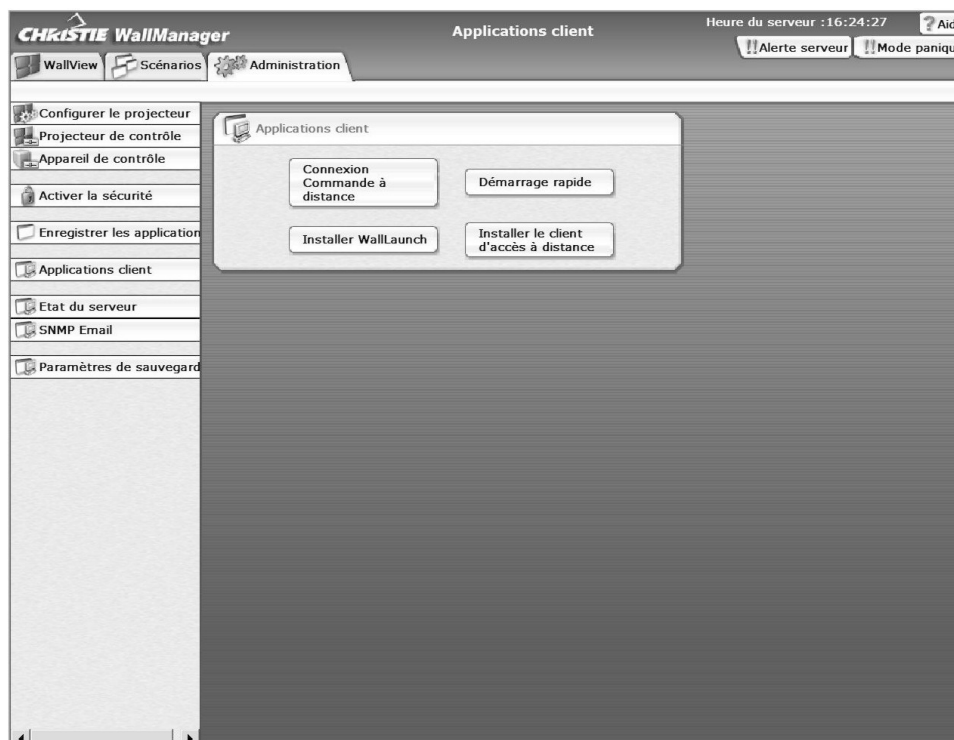 CHRISTIE WallManager
Applications client
Heure du serveur :16:24:27
? Aid
!!Alerte serveur
!!Mode paniqu
WallView
Scénarios
Administration
Configurer le projecteur
Projecteur de contrôle
Appareil de contrôle
Activer la sécurité
Enregistrer les application
Applications client
Etat du serveur
SNMP Email
Paramètres de sauvegard
Applications client
Connexion
Commande à
distance
Démarrage rapide
Installer WallLaunch
Installer le client
d'accès à distance